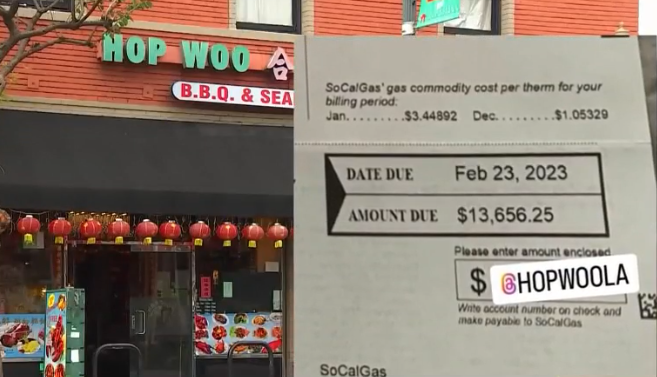 HOP WOO 合
B.B.Q. & SEA
SoCalGas' gas commodity cost per therm for your
billing period:
Jan. . . . . . . . .$3.44892 Dec. . . . . . . . .$1.05329
DATE DUE Feb 23, 2023
AMOUNT DUE $13,656.25
Please enter amount enclosed
$ @HOPWOOLA
Write account number on check and
make payable to SoCalGas
SoCalGas